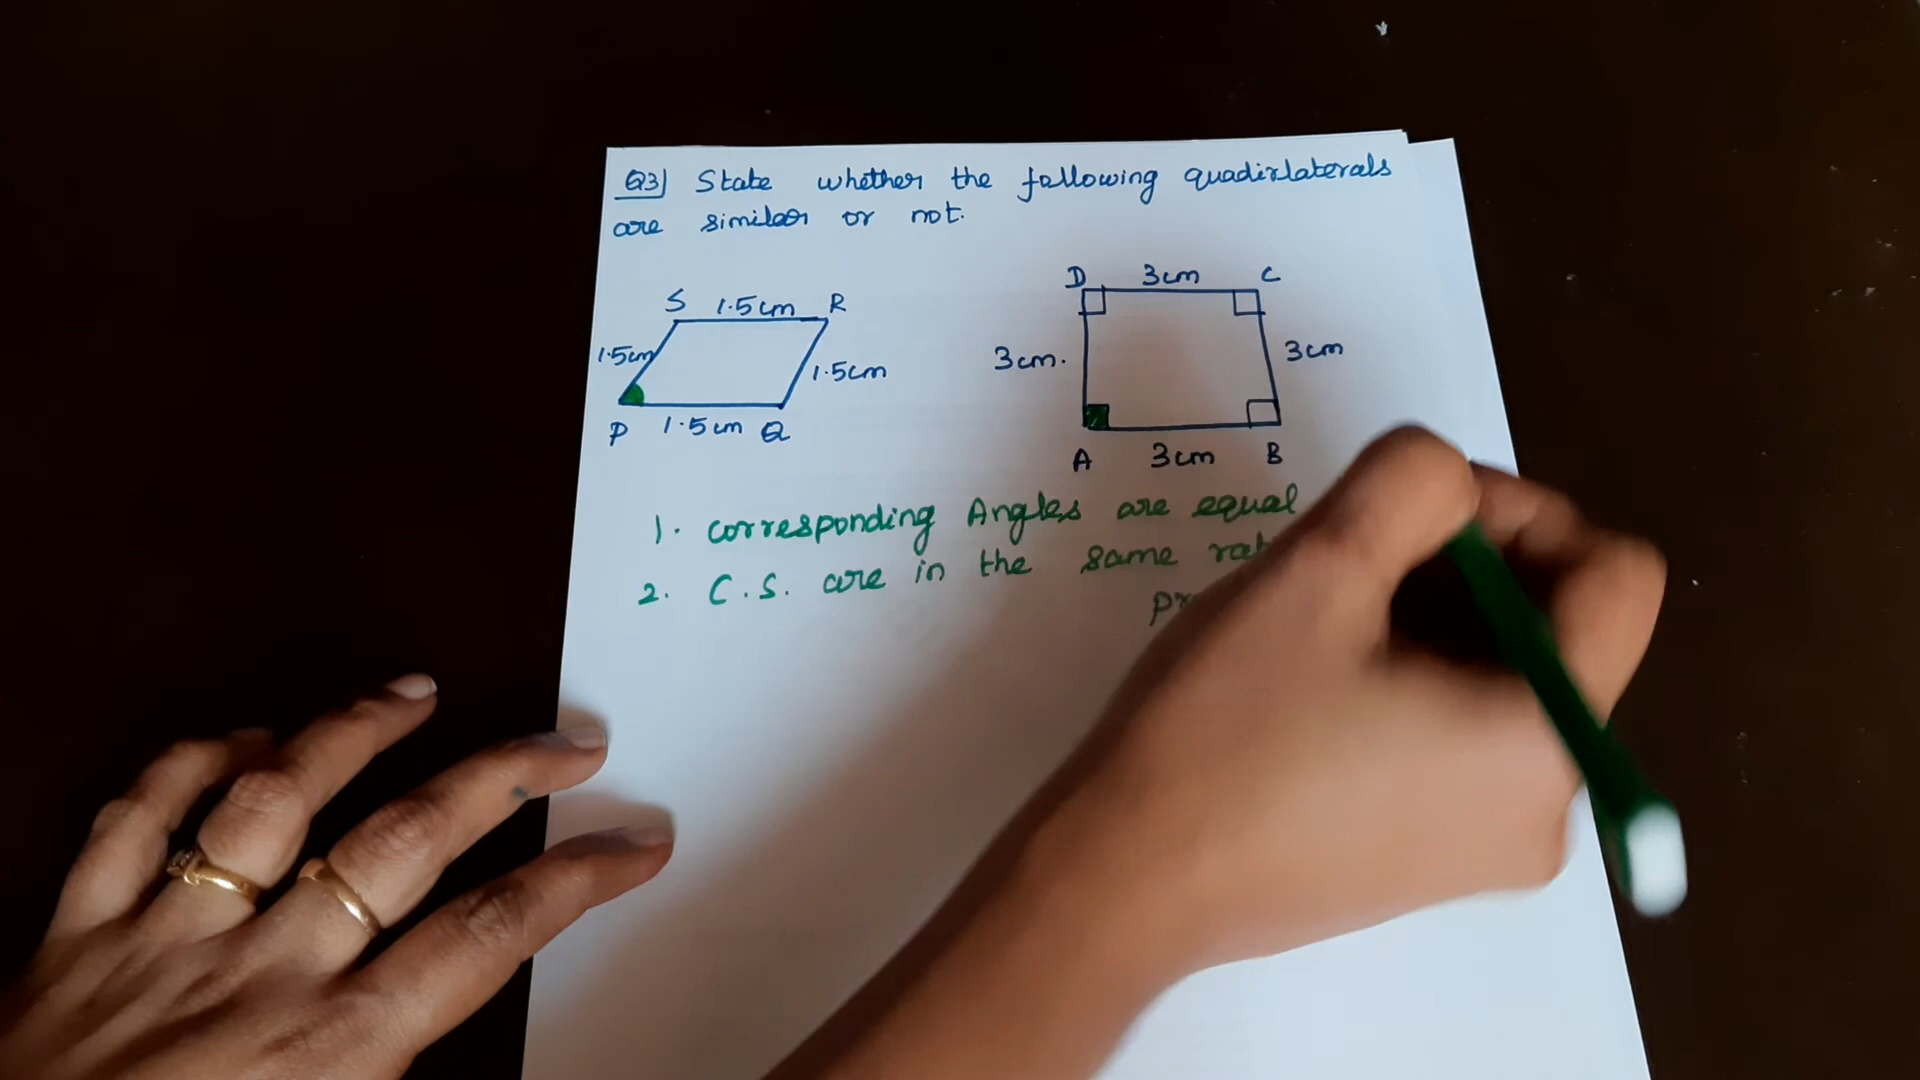 Q3) State whether the following quadirlaterals
are similar or not.
S 1.5cm R
1.5cm
1.5cm
P 1.5cm Q
D 3cm C
3cm.
3cm
A 3cm B
1. corresponding Angles are equal
2. C.S. are in the same